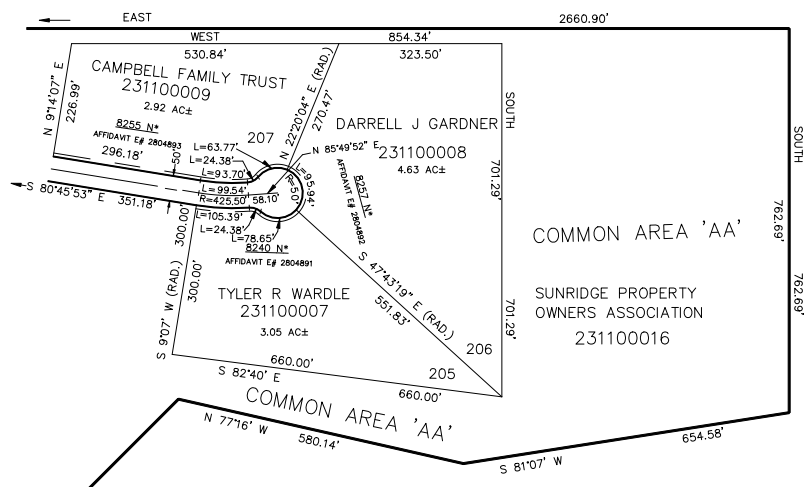 EAST
2660.90'
WEST
854.34'
530.84'
323.50'
CAMPBELL FAMILY TRUST
231100009
2.92 AC±
N 9°14'07" E
226.99'
8255 N*
AFFIDAVIT E# 2804893
296.18'
50'
207
N 22°20'04" E (RAD.)
270.47'
DARRELL J GARDNER
231100008
4.63 AC±
SOUTH
701.29'
SOUTH
762.69'
762.69'
N 85°49'52" E
L=63.77'
L=24.38'
L=93.70'
L=95.94'
R=50'
8257 N*
AFFIDAVIT E# 2804892
S 80°45'53" E
351.18'
L=99.54'
R=425.50'
58.10'
L=105.39'
L=24.38'
L=78.65'
8240 N*
AFFIDAVIT E# 2804891
300.00'
300.00'
S 9°07' W (RAD.)
S 47°43'19" E (RAD.)
551.83'
TYLER R WARDLE
231100007
3.05 AC±
COMMON AREA 'AA'
SUNRIDGE PROPERTY
OWNERS ASSOCIATION
231100016
701.29'
206
205
660.00'
S 82°40' E
660.00'
COMMON AREA 'AA'
N 77°16' W
580.14'
S 81°07' W
654.58'